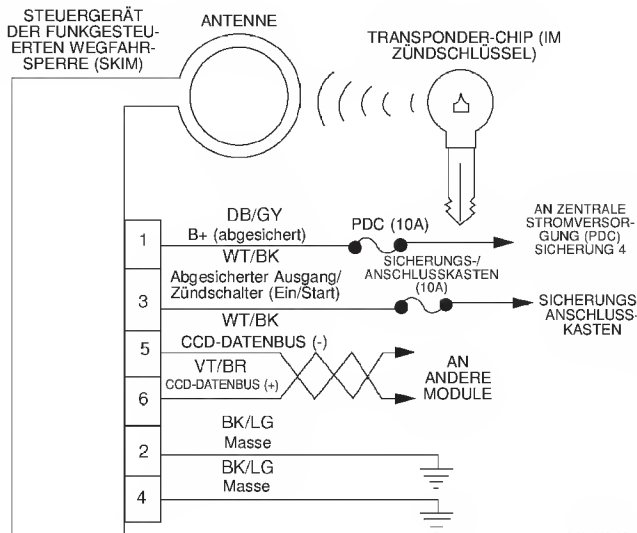 STEUERGERÄT
DER FUNKGESTEU-
ERTEN WEGFAHR-
SPERRE (SKIM)
ANTENNE
TRANSPONDER-CHIP (IM
ZÜNDSCHLÜSSEL)
DB/GY
1
B+ (abgesichert)
PDC (10A)
AN ZENTRALE
STROMVERSOR-
GUNG (PDC)
SICHERUNG 4
WT/BK
3
Abgesicherter Ausgang/
Zündschalter (Ein/Start)
SICHERUNGS-/
ANSCHLUSSKASTEN
(10A)
SICHERUNGS
ANSCHLUSS-
KASTEN
WT/BK
5
CCD-DATENBUS (-)
VT/BR
6
CCD-DATENBUS (+)
AN
ANDERE
MODULE
BK/LG
2
Masse
BK/LG
4
Masse